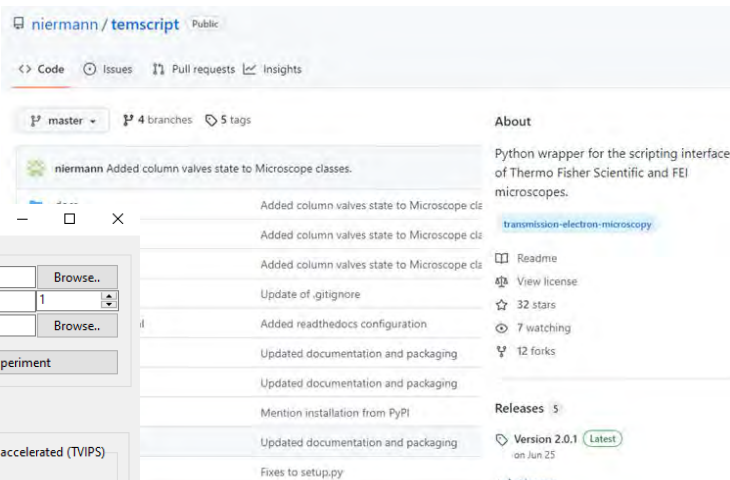 niermann / temscript Public
Code Issues Pull requests Insights
master 4 branches 5 tags
niermann Added column valves state to Microscope classes.
Added column valves state to Microscope cla
Added column valves state to Microscope cla
Added column valves state to Microscope cla
Update of .gitignore
Added readthedocs configuration
Updated documentation and packaging
Updated documentation and packaging
Mention installation from PyPI
Updated documentation and packaging
Fixes to setup.py
Browse..
1
Browse..
periment
accelerated (TVIPS)
About
Python wrapper for the scripting interface
of Thermo Fisher Scientific and FEI
microscopes.
transmission-electron-microscopy
Readme
View license
32 stars
7 watching
12 forks
Releases 5
Version 2.0.1 Latest
on Jun 25